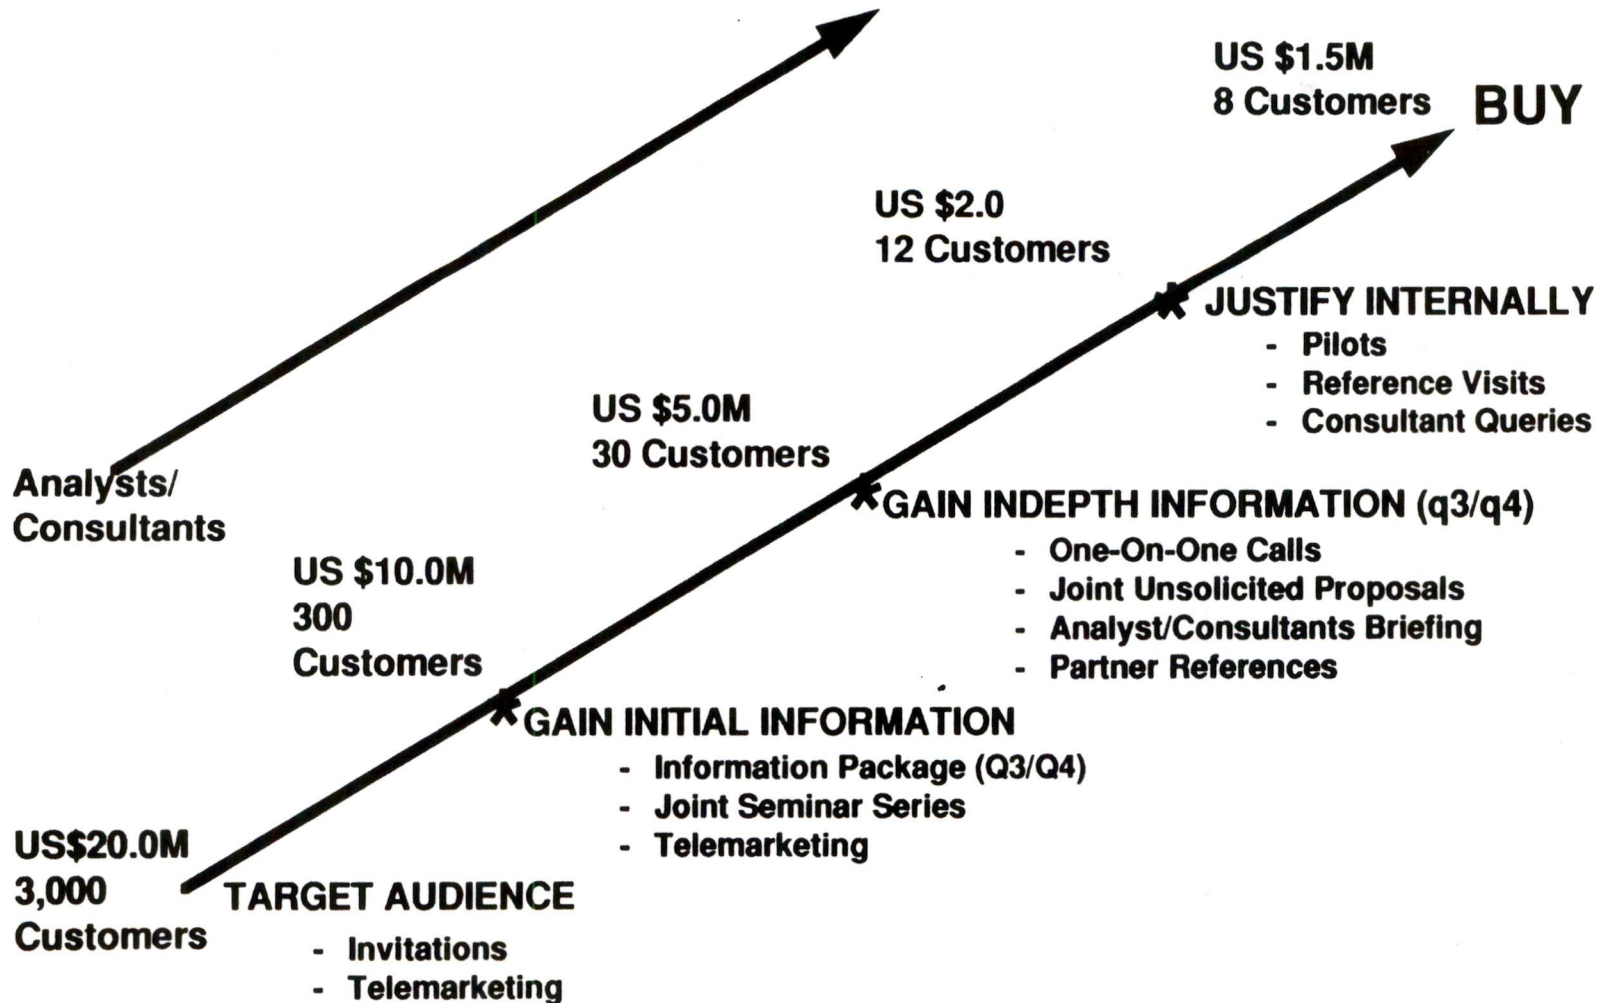 US $1.5M
8 Customers
BUY
US $2.0
12 Customers
JUSTIFY INTERNALLY
- Pilots
- Reference Visits
- Consultant Queries
US $5.0M
30 Customers
Analysts/
Consultants
GAIN INDEPTH INFORMATION (q3/q4)
- One-On-One Calls
- Joint Unsolicited Proposals
- Analyst/Consultants Briefing
- Partner References
US $10.0M
300
Customers
GAIN INITIAL INFORMATION
- Information Package (Q3/Q4)
- Joint Seminar Series
- Telemarketing
US$20.0M
3,000
Customers
TARGET AUDIENCE
- Invitations
- Telemarketing